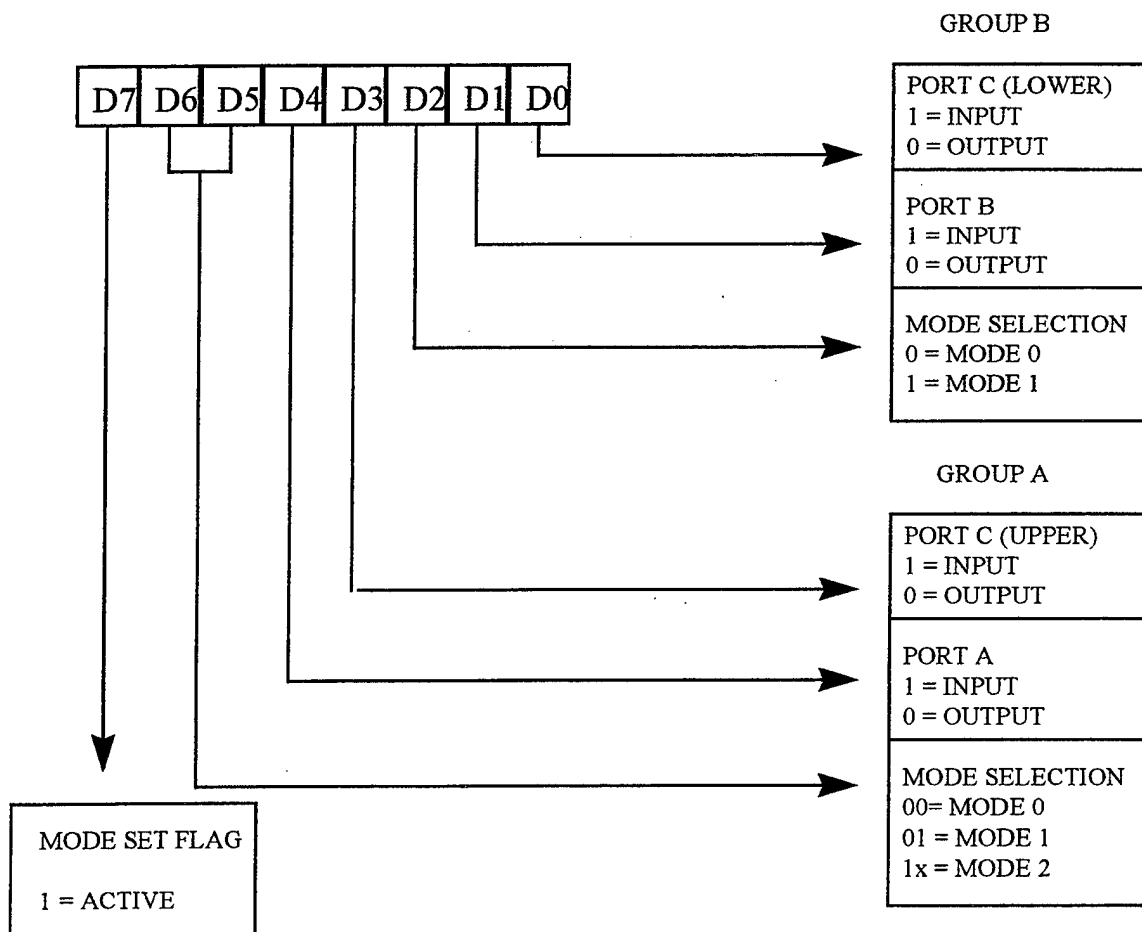 GROUP B
D7 D6 D5 D4 D3 D2 D1 D0
PORT C (LOWER)
1 = INPUT
0 = OUTPUT
PORT B
1 = INPUT
0 = OUTPUT
MODE SELECTION
0 = MODE 0
1 = MODE 1
GROUP A
PORT C (UPPER)
1 = INPUT
0 = OUTPUT
PORT A
1 = INPUT
0 = OUTPUT
MODE SELECTION
00= MODE 0
01 = MODE 1
1x = MODE 2
MODE SET FLAG
1 = ACTIVE